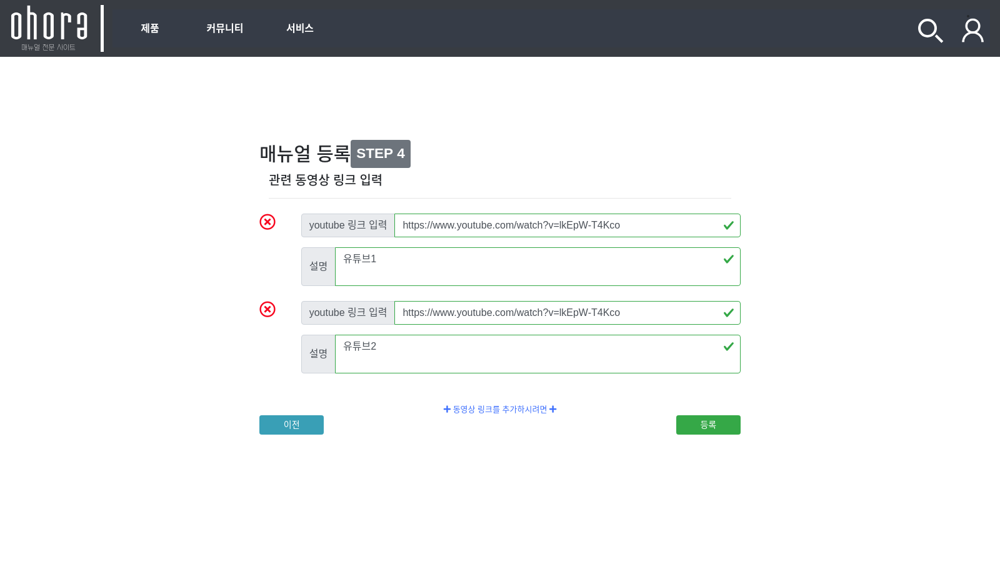 ohora
매뉴얼 전문 사이트
제품 커뮤니티 서비스
매뉴얼 등록 STEP 4
관련 동영상 링크 입력
youtube 링크 입력 https://www.youtube.com/watch?v=lkEpW-T4Kco
설명 유튜브1
youtube 링크 입력 https://www.youtube.com/watch?v=lkEpW-T4Kco
설명 유튜브2
동영상 링크를 추가하시려면
이전 등록